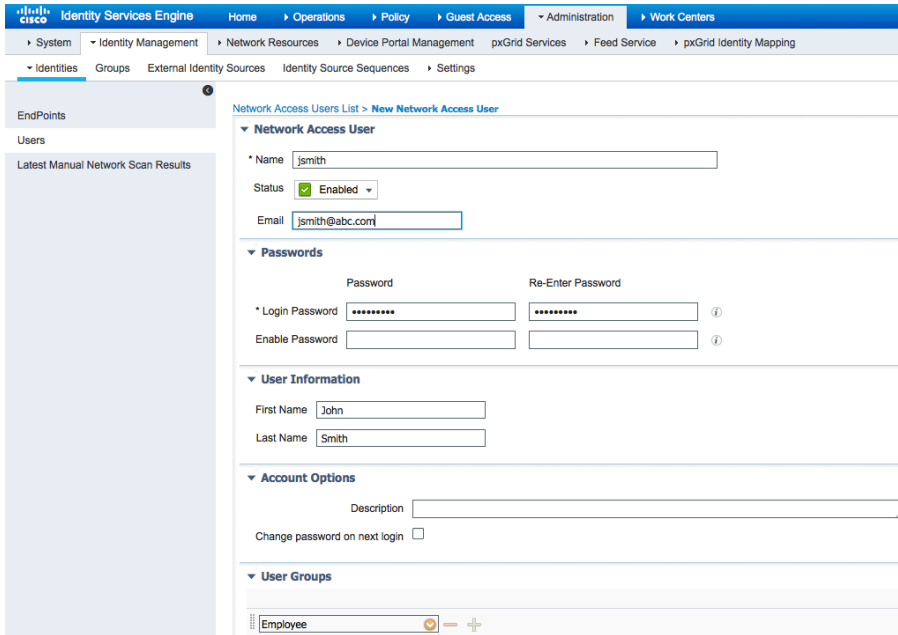 CISCO Identity Services Engine Home Operations Policy Guest Access Administration Work Centers
System Identity Management Network Resources Device Portal Management pxGrid Services Feed Service pxGrid Identity Mapping
Identities Groups External Identity Sources Identity Source Sequences Settings
EndPoints
Users
Latest Manual Network Scan Results
Network Access Users List > New Network Access User
Network Access User
* Name jsmith
Status Enabled
Email jsmith@abc.com
Passwords
Password Re-Enter Password
* Login Password ••••••••• •••••••••
Enable Password
User Information
First Name John
Last Name Smith
Account Options
Description
Change password on next login
User Groups
Employee